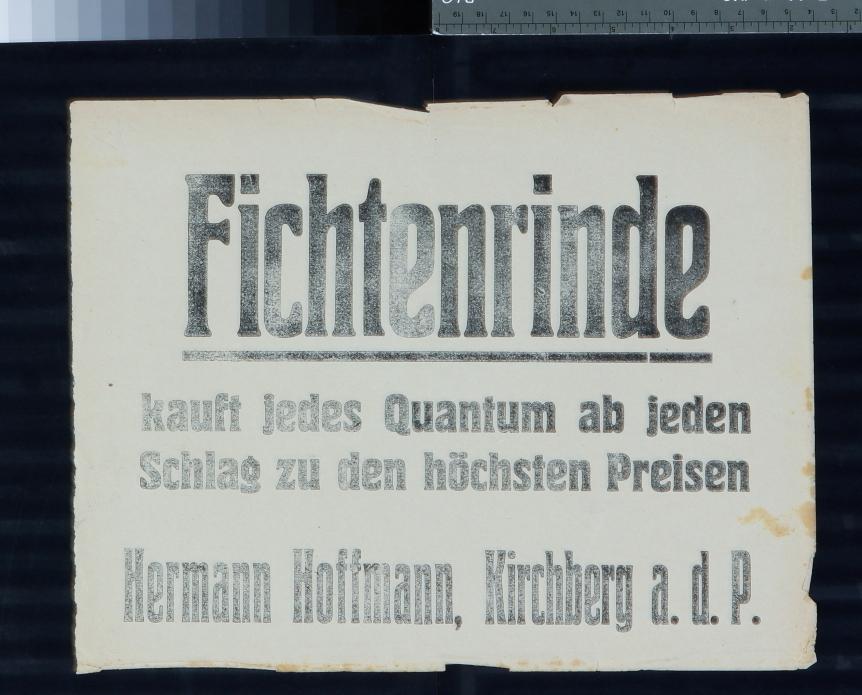 Fichtenrinde
kauft jedes Quantum ab jeden
Schlag zu den höchsten Preisen
Hermann Hoffmann, Kirchberg a. d. P.